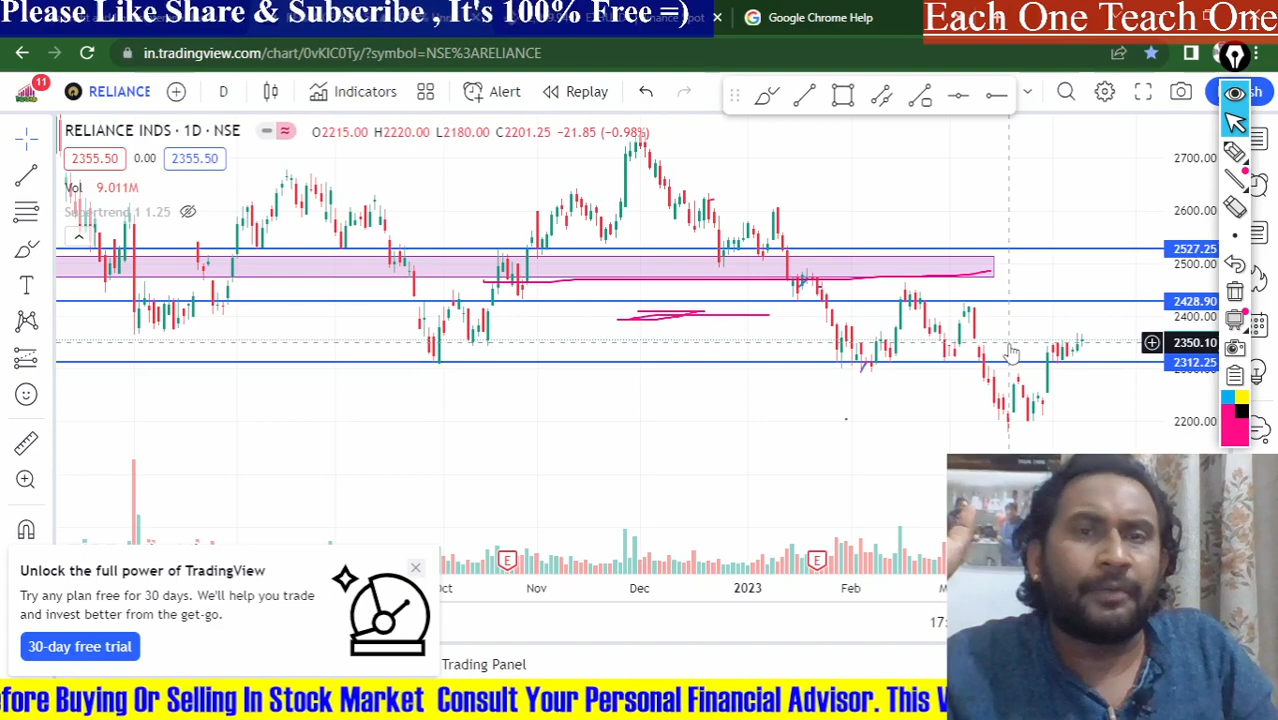 Please Like Share & Subscribe , It's 100% Free =)
Each One Teach One
Google Chrome Help
in.tradingview.com/chart/0vKlC0Ty/?symbol=NSE%3ARELIANCE
11
RELIANCE
D
Indicators
Alert
Replay
RELIANCE INDS · 1D · NSE
O2215.00 H2220.00 L2180.00 C2201.25 -21.85 (-0.98%)
2355.50
0.00
2355.50
Vol 9.011M
Supertrend 1 1.25
2700.00
2600.00
2527.25
2500.00
2428.90
2400.00
2350.10
2312.25
2200.00
E
E
Oct
Nov
Dec
2023
Feb
Unlock the full power of TradingView
Try any plan free for 30 days. We'll help you trade
and invest better from the get-go.
30-day free trial
17:
Trading Panel
efore Buying Or Selling In Stock Market Consult Your Personal Financial Advisor. This V